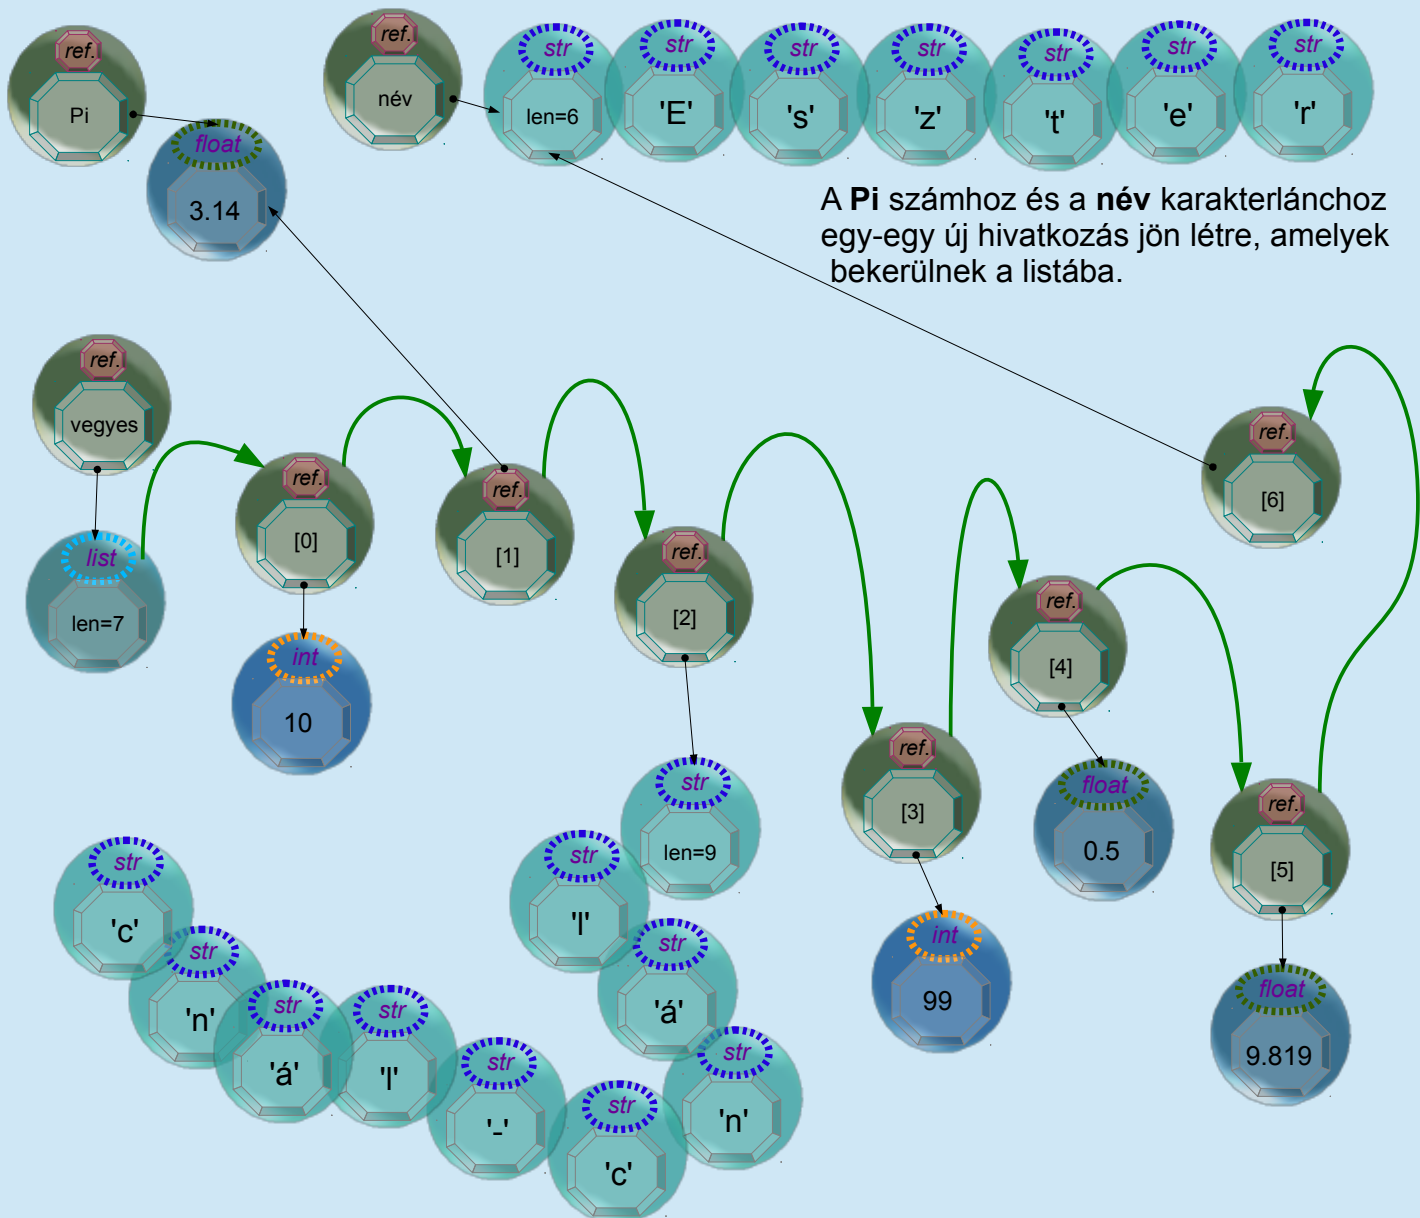 ref.
Pi
float
3.14
ref.
név
str
len=6
str
'E'
str
's'
str
'z'
str
't'
str
'e'
str
'r'
A Pi számhoz és a név karakterlánchoz
egy-egy új hivatkozás jön létre, amelyek
bekerülnek a listába.
ref.
vegyes
list
len=7
ref.
[0]
int
10
ref.
[1]
ref.
[2]
str
len=9
str
'l'
str
'á'
str
'n'
str
'c'
str
'-'
str
'l'
str
'á'
str
'n'
str
'c'
ref.
[3]
int
99
ref.
[4]
float
0.5
ref.
[5]
float
9.819
ref.
[6]